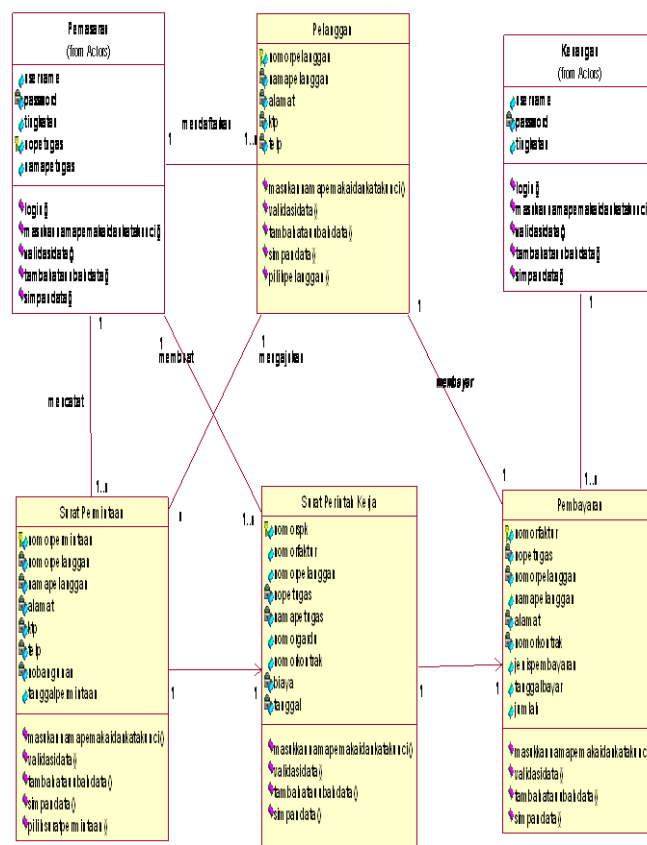 Pemasaran
(from Actors)
username
password
tingkatan
nopetugas
namapetugas
login()
masukannamapemakaidankatakunci()
validasidata()
tambahatauubahdata()
simpandata()
mendaftarkan
1
1..n
Pelanggan
nomorpelanggan
namapelanggan
alamat
ktp
telp
masukannamapemakaidankatakunci()
validasidata()
tambahatauubahdata()
simpandata()
pilihpelanggan()
Keuangan
(from Actors)
username
password
tingkatan
login()
masukannamapemakaidankatakunci()
validasidata()
tambahatauubahdata()
simpandata()
1
1
1
1
1
membuat
mengajukan
membayar
mencatat
1..n
n
1..n
1
1..n
Surat Permintaan
nomorpermintaan
nomorpelanggan
namapelanggan
alamat
ktp
telp
nobangunan
tanggalpermintaan
masukkannamapemakaidankatakunci()
validasidata()
tambahatauubahdata()
simpandata()
pilihsuratpermintaan()
1
1
Surat Perintah Kerja
nomorspk
nomorfaktur
nomorpelanggan
nopetugas
namapetugas
nomorgardu
nomorkontrak
biaya
tanggal
masukkannamapemakaidankatakunci()
validasidata()
tambahatauubahdata()
simpandata()
1
1
Pembayaran
nomorfaktur
nopetugas
nomorpelanggan
namapelanggan
alamat
nomorkontrak
jenispembayaran
tanggalbayar
jumlah
masukkannamapemakaidankatakunci()
validasidata()
tambahatauubahdata()
simpandata()